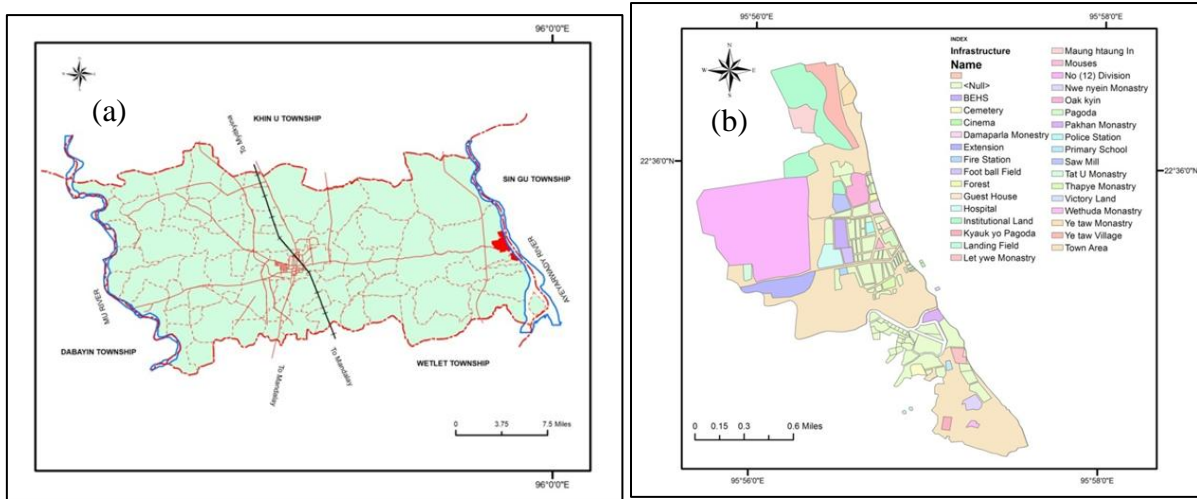 96°0'0"E
(a)
N
W E
S
KHIN U TOWNSHIP
To Myitkyina
SIN GU TOWNSHIP
AYEYARWADY RIVER
MU RIVER
DABAYIN TOWNSHIP
WETLET TOWNSHIP
To Mandalay
To Mandalay
0 3.75 7.5 Miles
96°0'0"E
95°56'0"E 95°58'0"E
(b)
N
W E
S
22°36'0"N
22°36'0"N
INDEX
Infrastructure
Name
<Null>
BEHS
Cemetery
Cinema
Damaparla Monestry
Extension
Fire Station
Foot ball Field
Forest
Guest House
Hospital
Institutional Land
Kyauk yo Pagoda
Landing Field
Let ywe Monastry
Maung htaung In
Mouses
No (12) Division
Nwe nyein Monastry
Oak kyin
Pagoda
Pakhan Monastry
Police Station
Primary School
Saw Mill
Tat U Monastry
Thapye Monastry
Victory Land
Wethuda Monastry
Ye taw Monastry
Ye taw Village
Town Area
0 0.15 0.3 0.6 Miles
95°56'0"E 95°58'0"E